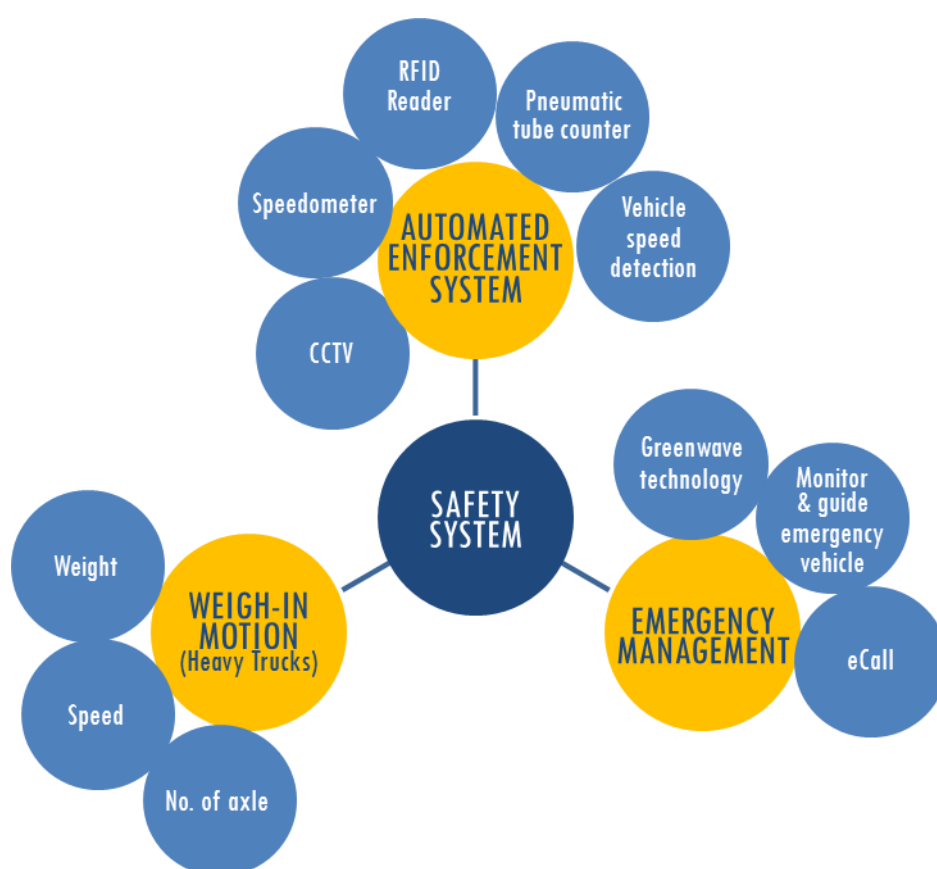 RFID
Reader
Pneumatic
tube counter
Speedometer
Vehicle
speed
detection
AUTOMATED
ENFORCEMENT
SYSTEM
CCTV
SAFETY
SYSTEM
Greenwave
technology
Monitor
& guide
emergency
vehicle
EMERGENCY
MANAGEMENT
eCall
Weight
WEIGH-IN
MOTION
(Heavy Trucks)
Speed
No. of axle